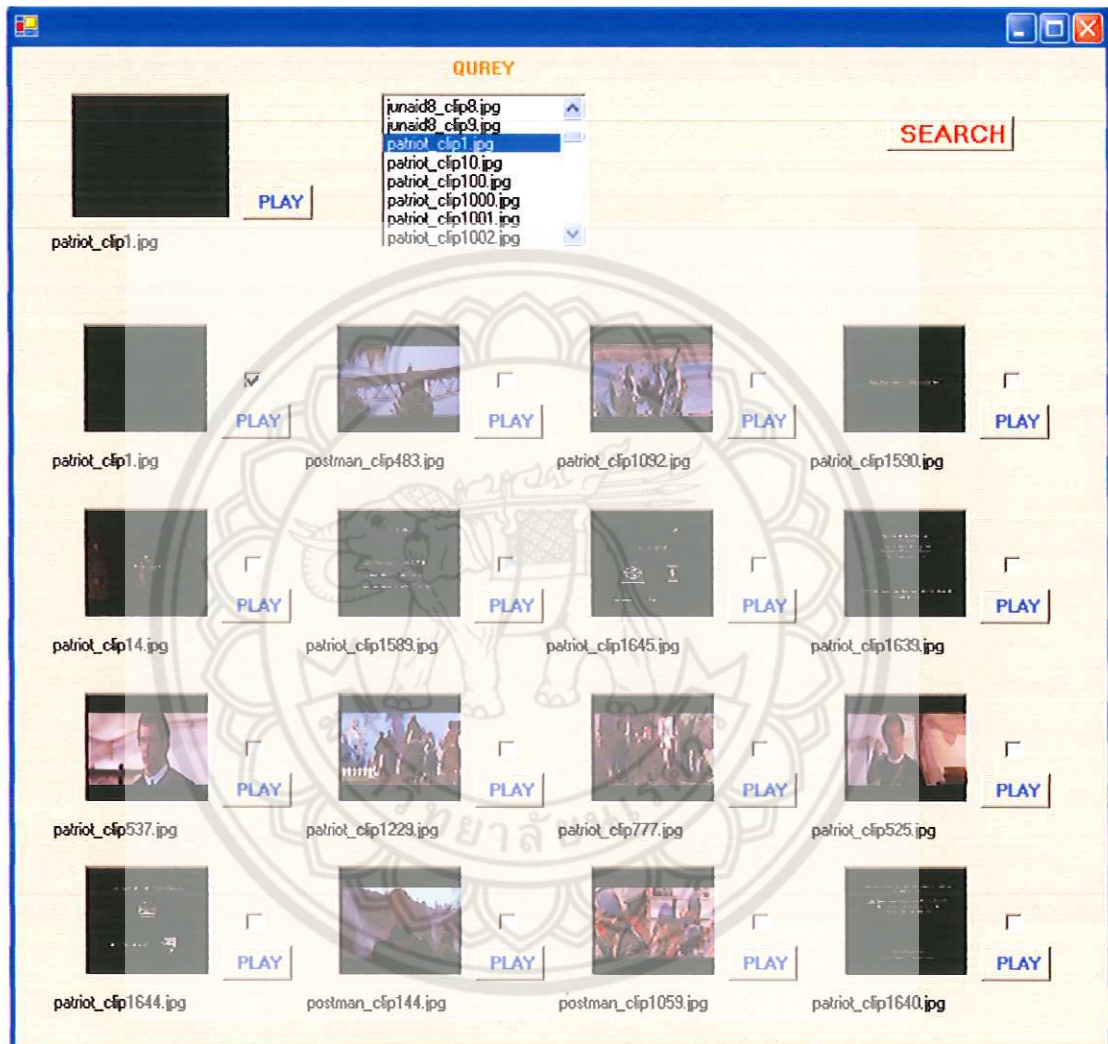 QUREY
junaid8_clip8.jpg
junaid8_clip9.jpg
patriot_clip1.jpg
patriot_clip10.jpg
patriot_clip100.jpg
patriot_clip1000.jpg
patriot_clip1001.jpg
patriot_clip1002.jpg
SEARCH
PLAY
patriot_clip1.jpg
PLAY PLAY PLAY PLAY
patriot_clip1.jpg postman_clip483.jpg patriot_clip1092.jpg patriot_clip1590.jpg
PLAY PLAY PLAY PLAY
patriot_clip14.jpg patriot_clip1589.jpg patriot_clip1645.jpg patriot_clip1639.jpg
PLAY PLAY PLAY PLAY
patriot_clip537.jpg patriot_clip1229.jpg patriot_clip777.jpg patriot_clip525.jpg
PLAY PLAY PLAY PLAY
patriot_clip1644.jpg postman_clip144.jpg postman_clip1059.jpg patriot_clip1640.jpg